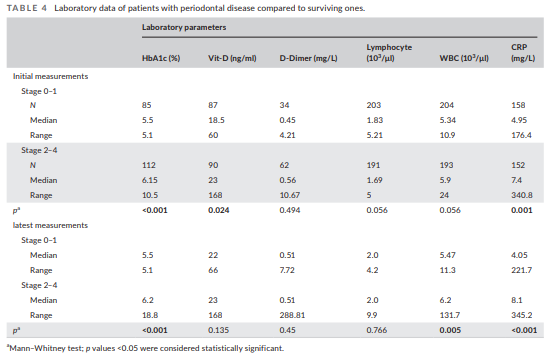 TABLE 4 Laboratory data of patients with periodontal disease compared to surviving ones.
Laboratory parameters
HbA1c (%) Vit-D (ng/ml) D-Dimer (mg/L) Lymphocyte (10³/µl) WBC (10³/µl) CRP (mg/L)
Initial measurements
Stage 0–1
N 85 87 34 203 204 158
Median 5.5 18.5 0.45 1.83 5.34 4.95
Range 5.1 60 4.21 5.21 10.9 176.4
Stage 2–4
N 112 90 62 191 193 152
Median 6.15 23 0.56 1.69 5.9 7.4
Range 10.5 168 10.67 5 24 340.8
pᵃ <0.001 0.024 0.494 0.056 0.056 0.001
latest measurements
Stage 0–1
Median 5.5 22 0.51 2.0 5.47 4.05
Range 5.1 66 7.72 4.2 11.3 221.7
Stage 2–4
Median 6.2 23 0.51 2.0 6.2 8.1
Range 18.8 168 288.81 9.9 131.7 345.2
pᵃ <0.001 0.135 0.45 0.766 0.005 <0.001
ᵃMann–Whitney test; p values <0.05 were considered statistically significant.